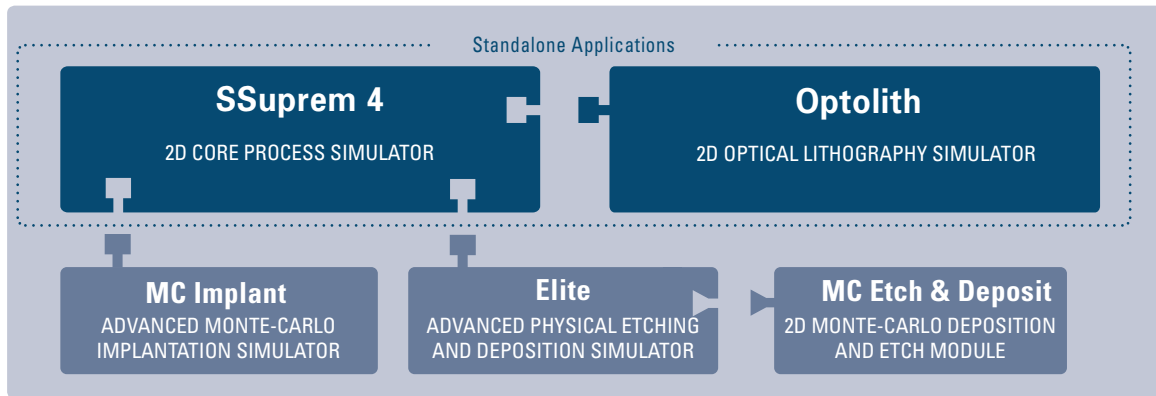 Standalone Applications
SSuprem 4
2D CORE PROCESS SIMULATOR
Optolith
2D OPTICAL LITHOGRAPHY SIMULATOR
MC Implant
ADVANCED MONTE-CARLO
IMPLANTATION SIMULATOR
Elite
ADVANCED PHYSICAL ETCHING
AND DEPOSITION SIMULATOR
MC Etch & Deposit
2D MONTE-CARLO DEPOSITION
AND ETCH MODULE